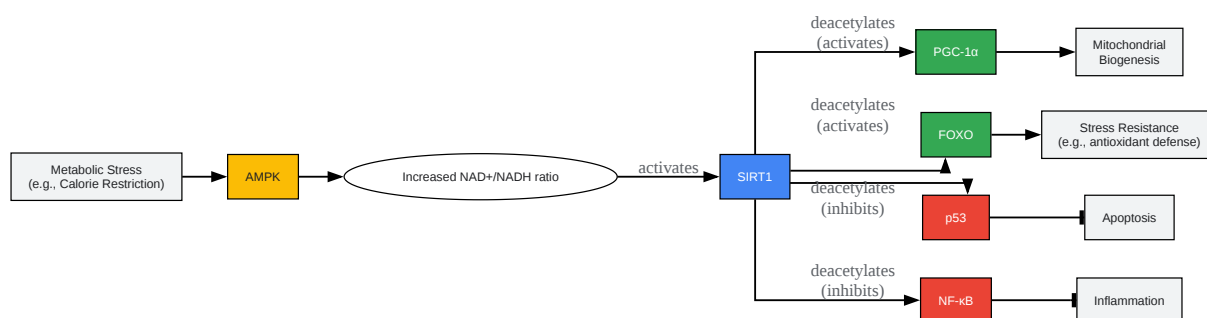 deacetylates
(activates)
PGC-1α
Mitochondrial
Biogenesis
deacetylates
(activates)
FOXO
Stress Resistance
(e.g., antioxidant defense)
Metabolic Stress
(e.g., Calorie Restriction)
AMPK
Increased NAD+/NADH ratio
activates
SIRT1
deacetylates
(inhibits)
p53
Apoptosis
deacetylates
(inhibits)
NF-κB
Inflammation